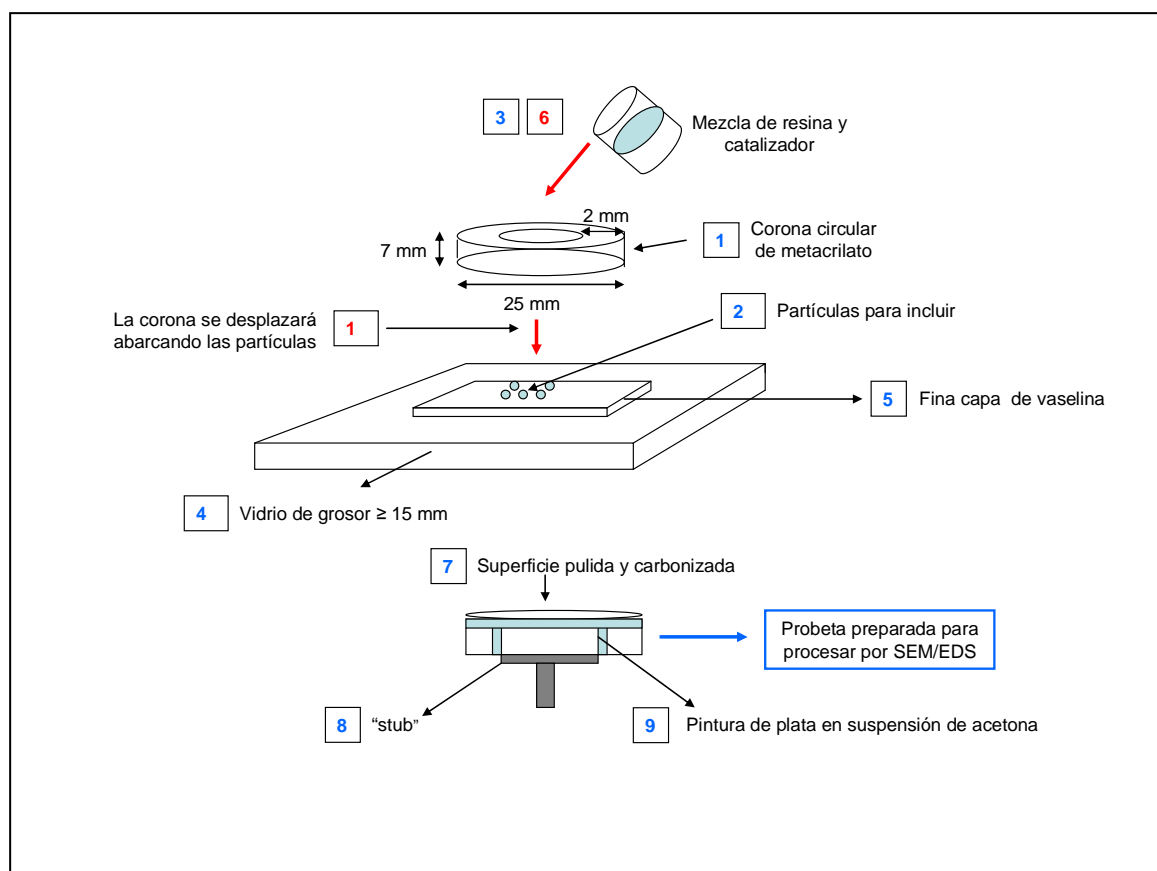 3 6
Mezcla de resina y
catalizador
2 mm
7 mm
1
Corona circular
de metacrilato
25 mm
La corona se desplazará
abarcando las partículas
1
2
Partículas para incluir
5
Fina capa de vaselina
4
Vidrio de grosor ≥ 15 mm
7
Superficie pulida y carbonizada
Probeta preparada para
procesar por SEM/EDS
8
“stub”
9
Pintura de plata en suspensión de acetona